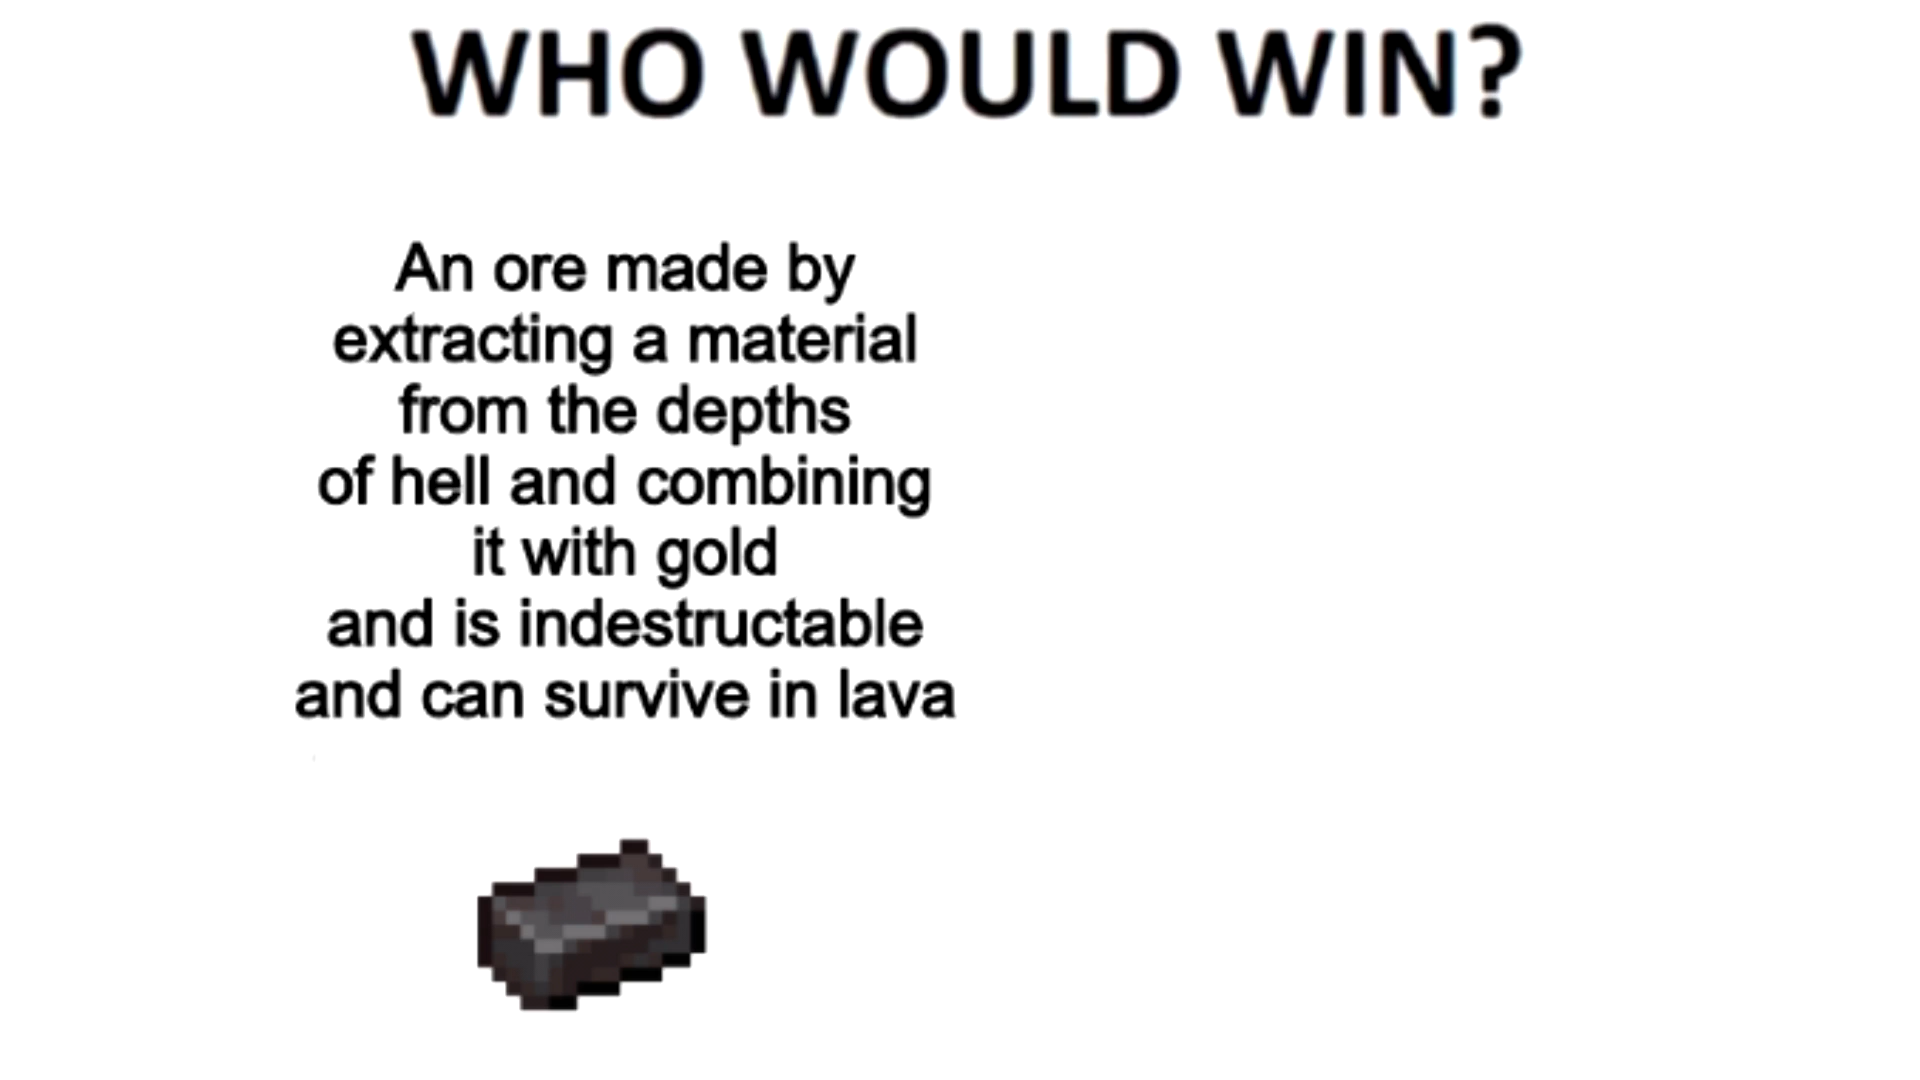 WHO WOULD WIN?
An ore made by
extracting a material
from the depths
of hell and combining
it with gold
and is indestructable
and can survive in lava